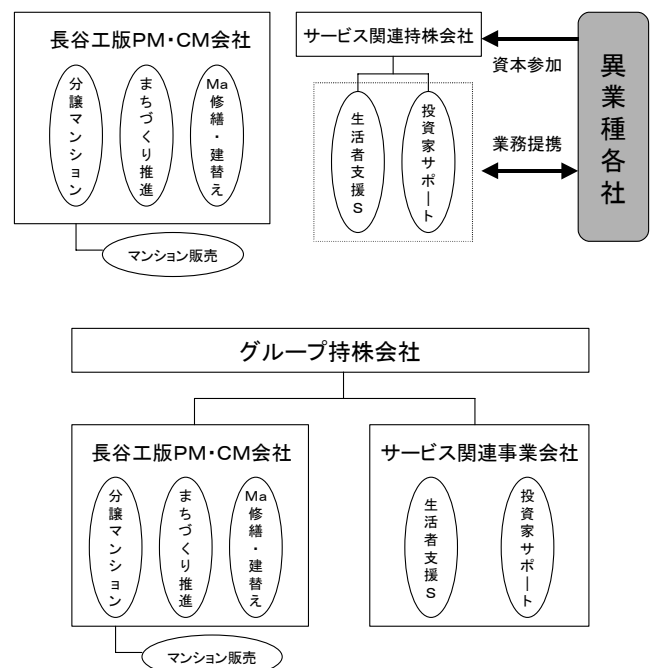 長谷工版PM・CM会社
分譲マンション
まちづくり推進
Ma修繕・建替え
マンション販売
サービス関連持株会社
生活者支援S
投資家サポート
資本参加
業務提携
異業種各社
グループ持株会社
長谷工版PM・CM会社
分譲マンション
まちづくり推進
Ma修繕・建替え
マンション販売
サービス関連事業会社
生活者支援S
投資家サポート